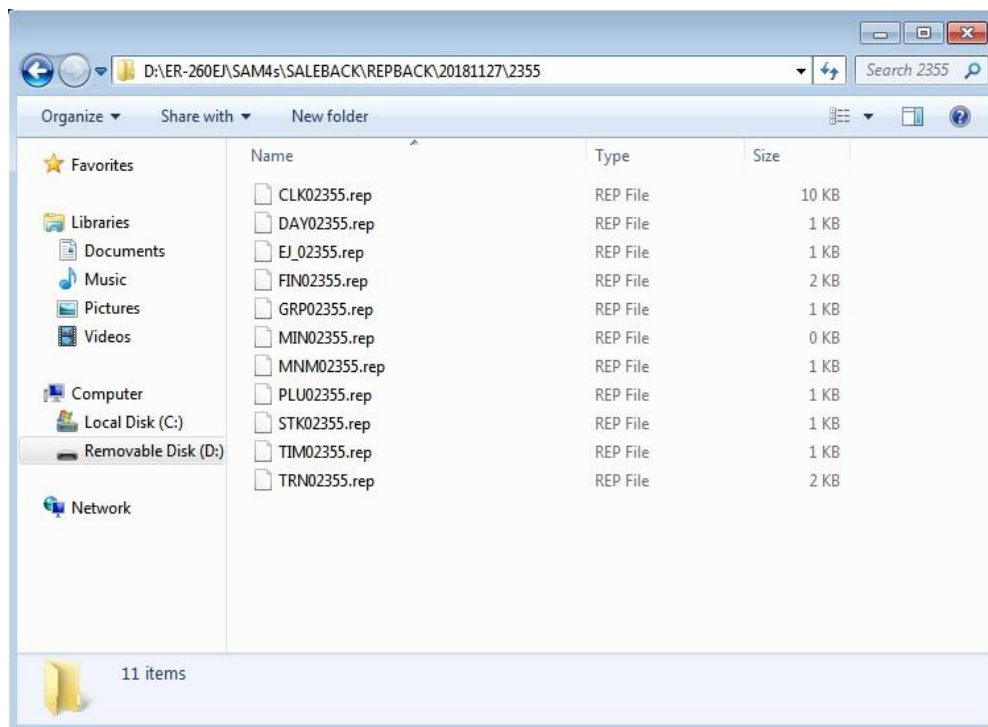 D:\ER-260EJ\SAM4s\SALEBACK\REPBACK\20181127\2355
Search 2355
Organize Share with New folder
Favorites
Libraries
Documents
Music
Pictures
Videos
Computer
Local Disk (C:)
Removable Disk (D:)
Network
Name Type Size
CLK02355.rep REP File 10 KB
DAY02355.rep REP File 1 KB
EJ_02355.rep REP File 1 KB
FIN02355.rep REP File 2 KB
GRP02355.rep REP File 1 KB
MIN02355.rep REP File 0 KB
MNM02355.rep REP File 1 KB
PLU02355.rep REP File 1 KB
STK02355.rep REP File 1 KB
TIM02355.rep REP File 1 KB
TRN02355.rep REP File 2 KB
11 items